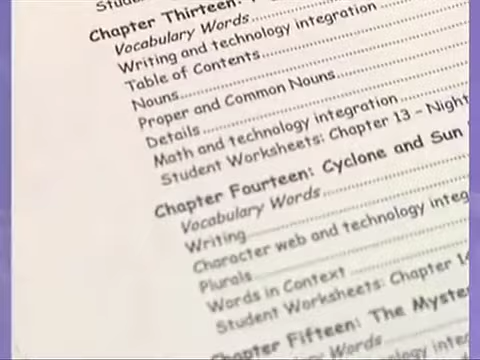 Chapter Thirteen:
Vocabulary Words
Writing and technology integration
Table of Contents
Nouns
Proper and Common Nouns
Details
Math and technology integration
Student Worksheets: Chapter 13 - Night
Chapter Fourteen: Cyclone and Sun
Vocabulary Words
Writing
Character web and technology integ
Plurals
Words in Context
Student Worksheets: Chapter 14
Chapter Fifteen: The Myste
Words